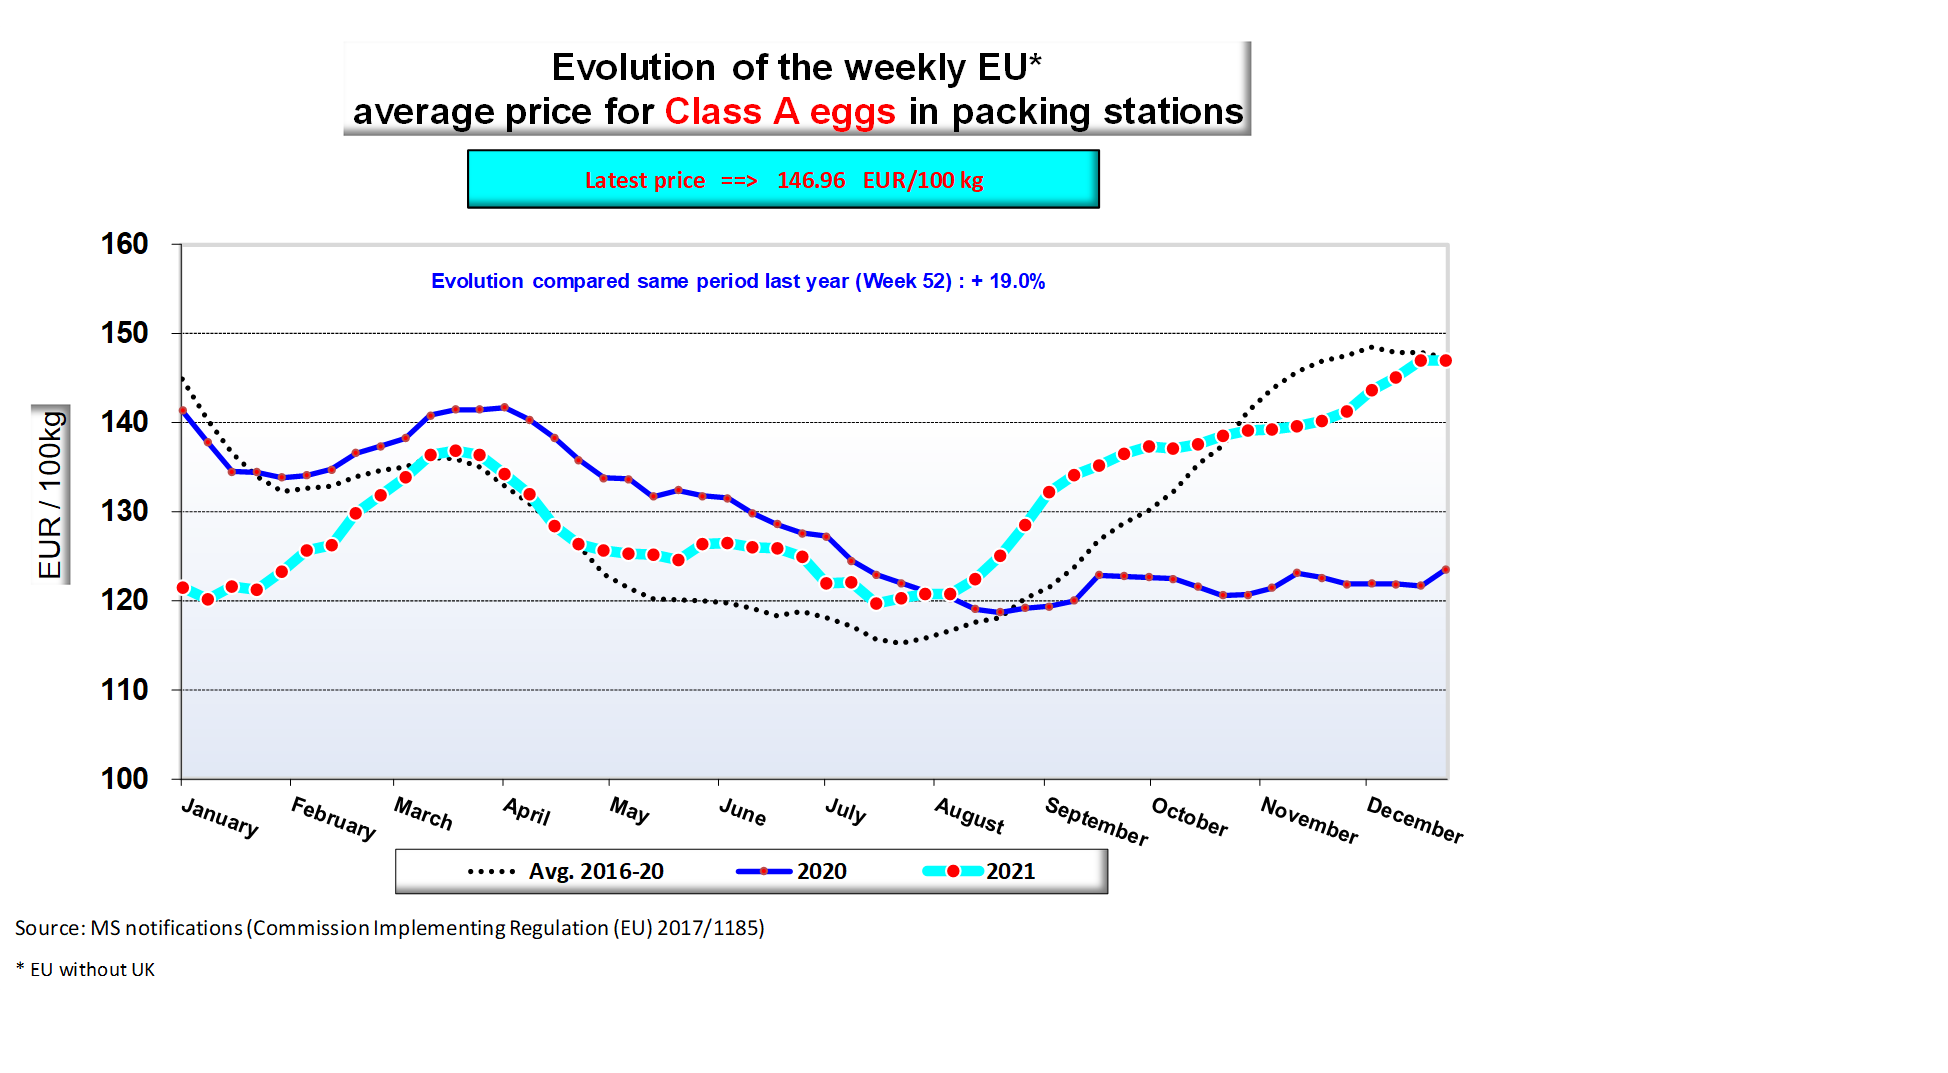 Evolution of the weekly EU*
average price for Class A eggs in packing stations
Latest price ==> 146.96 EUR/100 kg
Evolution compared same period last year (Week 52) : + 19.0%
EUR / 100kg
160
150
140
130
120
110
100
January
February
March
April
May
June
July
August
September
October
November
December
Avg. 2016-20
2020
2021
Source: MS notifications (Commission Implementing Regulation (EU) 2017/1185)
* EU without UK